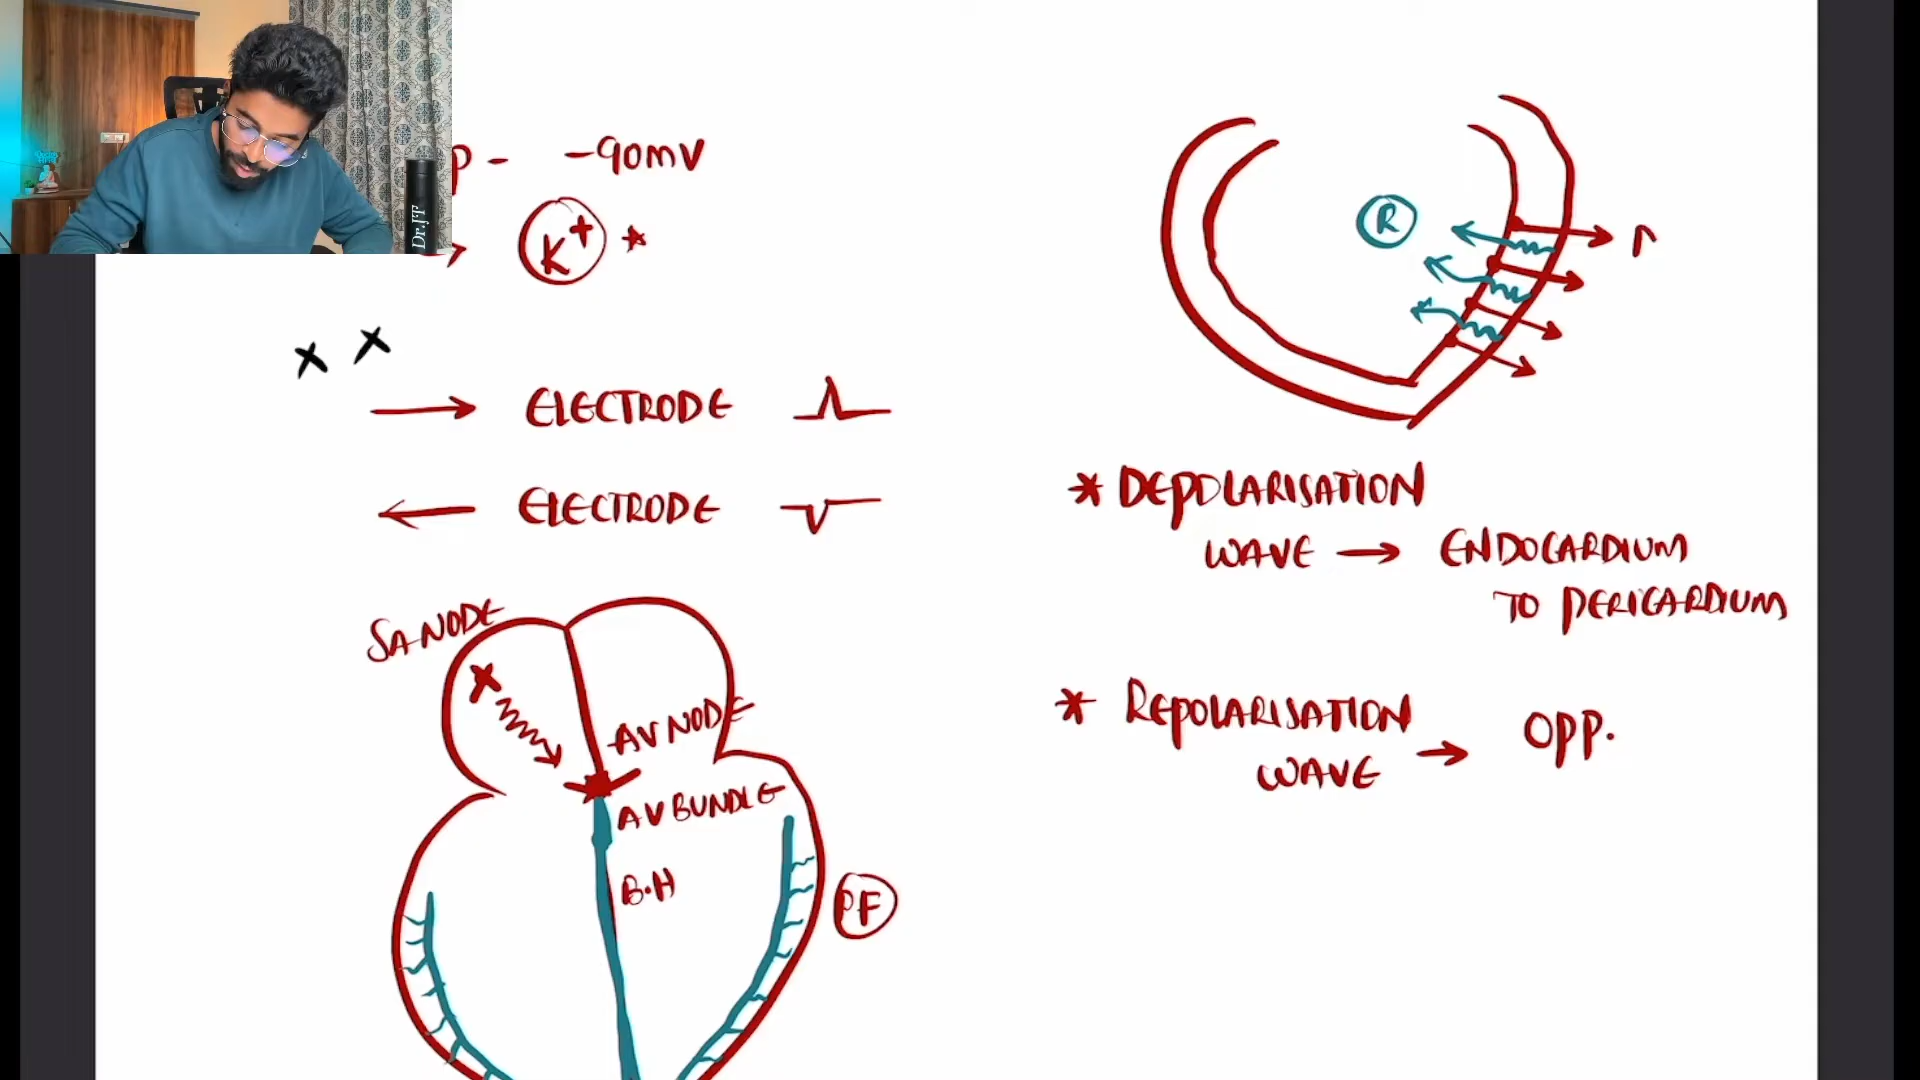 P - -90mV
K+ *
Dr.JT
ELECTRODE
ELECTRODE
SA NODE
AV NODE
AV BUNDLE
B.H
PF
R
* DEPOLARISATION
WAVE → ENDOCARDIUM
TO PERICARDIUM
* REPOLARISATION
WAVE → OPP.